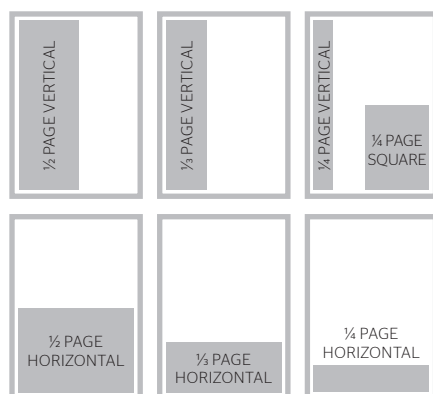 ½ PAGE VERTICAL
⅓ PAGE VERTICAL
¼ PAGE VERTICAL
¼ PAGE
SQUARE
½ PAGE
HORIZONTAL
⅓ PAGE
HORIZONTAL
¼ PAGE
HORIZONTAL